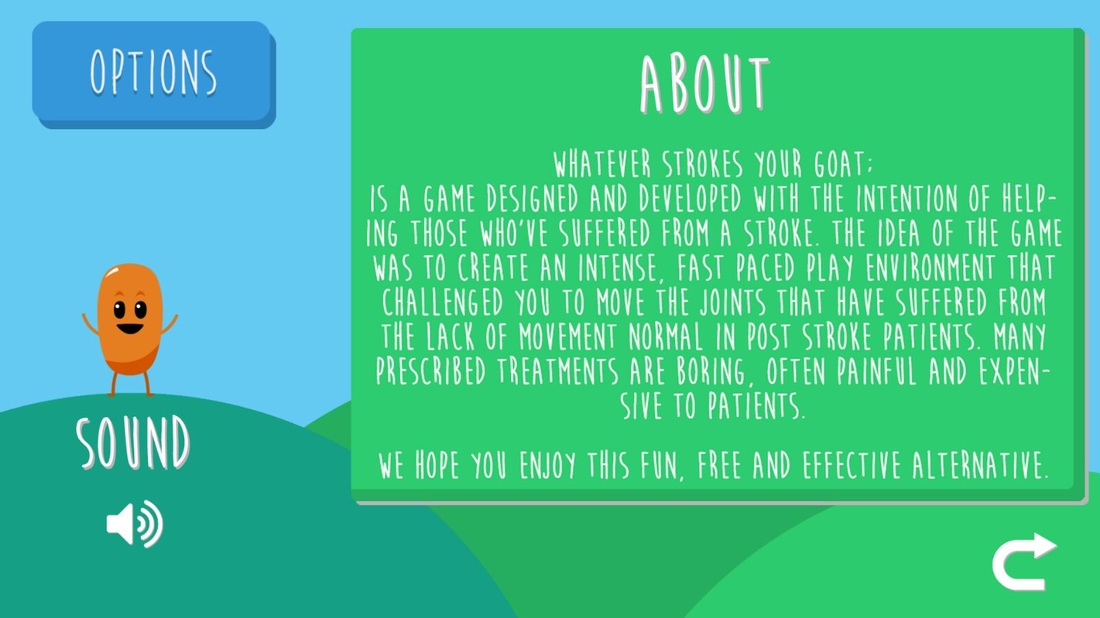 OPTIONS
ABOUT
WHATEVER STROKES YOUR GOAT;
IS A GAME DESIGNED AND DEVELOPED WITH THE INTENTION OF HELP-
ING THOSE WHO'VE SUFFERED FROM A STROKE. THE IDEA OF THE GAME
WAS TO CREATE AN INTENSE, FAST PACED PLAY ENVIRONMENT THAT
CHALLENGED YOU TO MOVE THE JOINTS THAT HAVE SUFFERED FROM
THE LACK OF MOVEMENT NORMAL IN POST STROKE PATIENTS. MANY
PRESCRIBED TREATMENTS ARE BORING, OFTEN PAINFUL AND EXPEN-
SIVE TO PATIENTS.
WE HOPE YOU ENJOY THIS FUN, FREE AND EFFECTIVE ALTERNATIVE.
SOUND